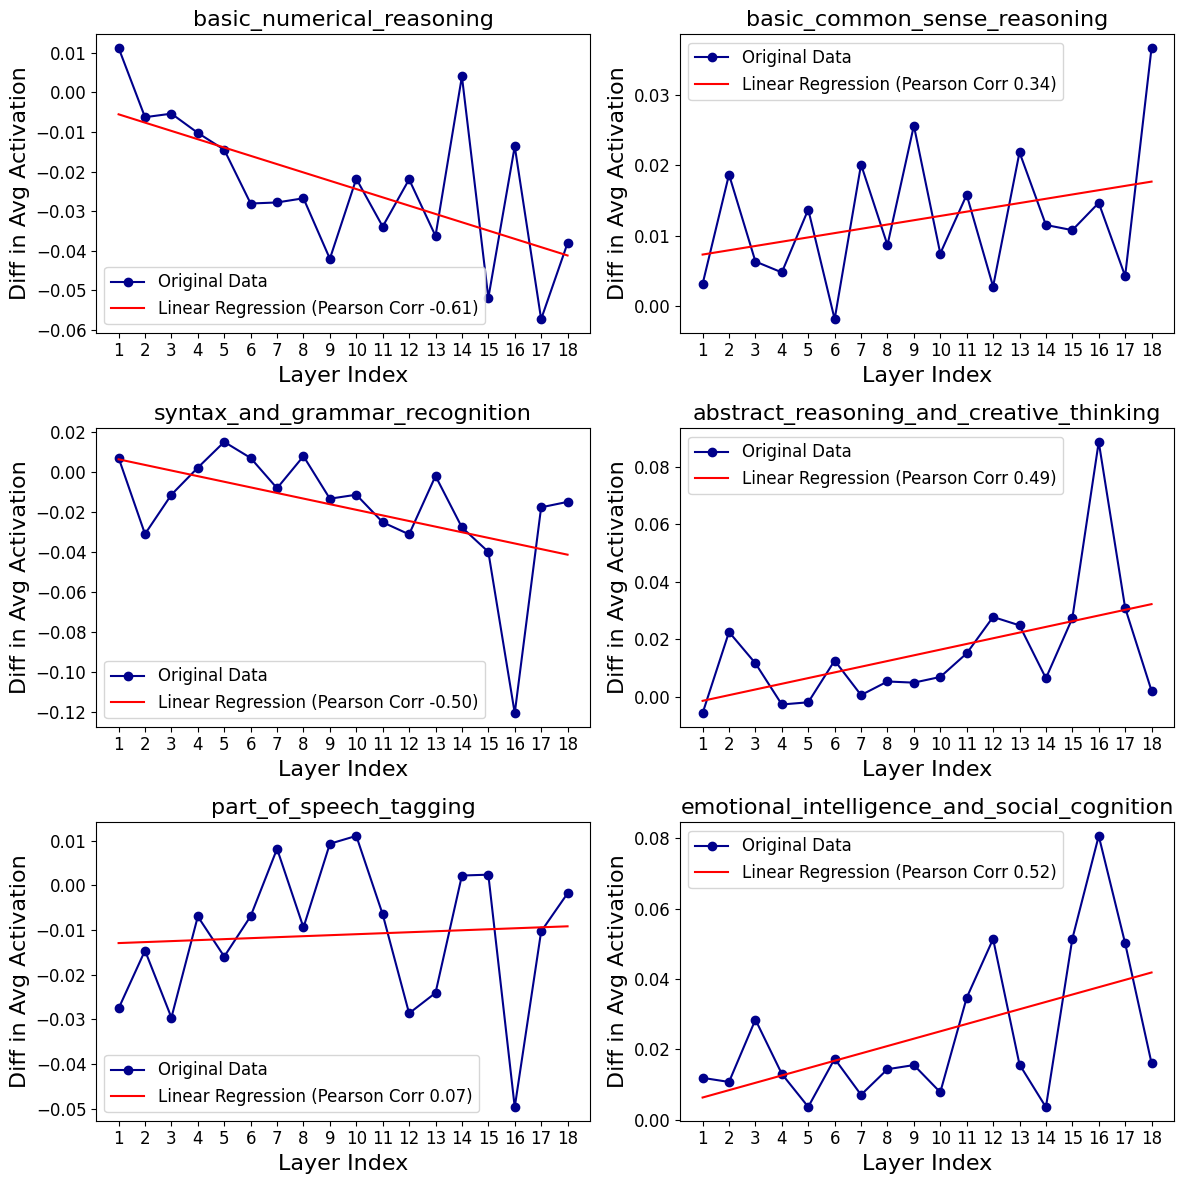 basic_numerical_reasoning
Diff in Avg Activation
0.01
0.00
−0.01
−0.02
−0.03
−0.04
−0.05
−0.06
Original Data
Linear Regression (Pearson Corr -0.61)
1 2 3 4 5 6 7 8 9 10 11 12 13 14 15 16 17 18
Layer Index
basic_common_sense_reasoning
Diff in Avg Activation
0.03
0.02
0.01
0.00
Original Data
Linear Regression (Pearson Corr 0.34)
1 2 3 4 5 6 7 8 9 10 11 12 13 14 15 16 17 18
Layer Index
syntax_and_grammar_recognition
Diff in Avg Activation
0.02
0.00
−0.02
−0.04
−0.06
−0.08
−0.10
−0.12
Original Data
Linear Regression (Pearson Corr -0.50)
1 2 3 4 5 6 7 8 9 10 11 12 13 14 15 16 17 18
Layer Index
abstract_reasoning_and_creative_thinking
Diff in Avg Activation
0.08
0.06
0.04
0.02
0.00
Original Data
Linear Regression (Pearson Corr 0.49)
1 2 3 4 5 6 7 8 9 10 11 12 13 14 15 16 17 18
Layer Index
part_of_speech_tagging
Diff in Avg Activation
0.01
0.00
−0.01
−0.02
−0.03
−0.04
−0.05
Original Data
Linear Regression (Pearson Corr 0.07)
1 2 3 4 5 6 7 8 9 10 11 12 13 14 15 16 17 18
Layer Index
emotional_intelligence_and_social_cognition
Diff in Avg Activation
0.08
0.06
0.04
0.02
0.00
Original Data
Linear Regression (Pearson Corr 0.52)
1 2 3 4 5 6 7 8 9 10 11 12 13 14 15 16 17 18
Layer Index